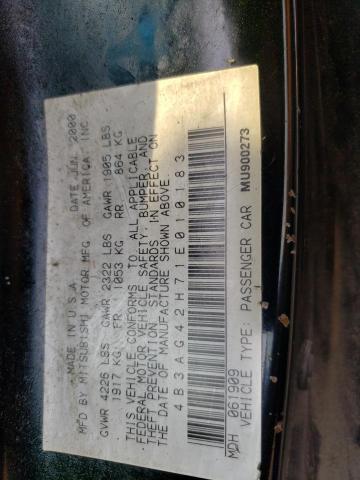 MADE IN U.S.A. DATE JUN. 2000
MFD BY MITSUBISHI MOTOR MFG OF AMERICA INC
GVWR 4226 LBS GAWR 2322 LBS GAWR 1905 LBS
1917 KG FR 1053 KG RR 864 KG
THIS VEHICLE CONFORMS TO ALL APPLICABLE
FEDERAL MOTOR VEHICLE SAFETY, BUMPER, AND
THEFT PREVENTION STANDARDS IN EFFECT ON
THE DATE OF MANUFACTURE SHOWN ABOVE
4B3AG42H71E010183
MDH 061909 MU900273
VEHICLE TYPE: PASSENGER CAR